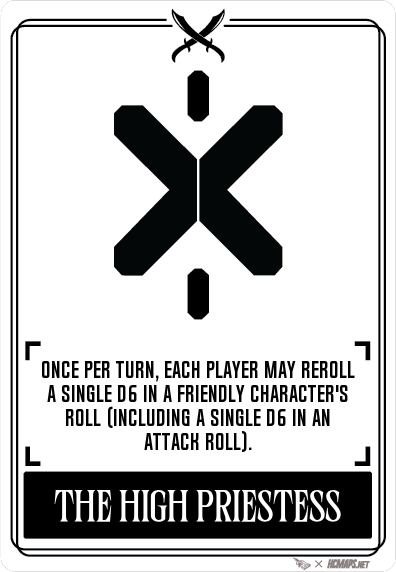 ONCE PER TURN, EACH PLAYER MAY REROLL
A SINGLE D6 IN A FRIENDLY CHARACTER'S
ROLL (INCLUDING A SINGLE D6 IN AN
ATTACK ROLL).
THE HIGH PRIESTESS
× HCMAPS.NET